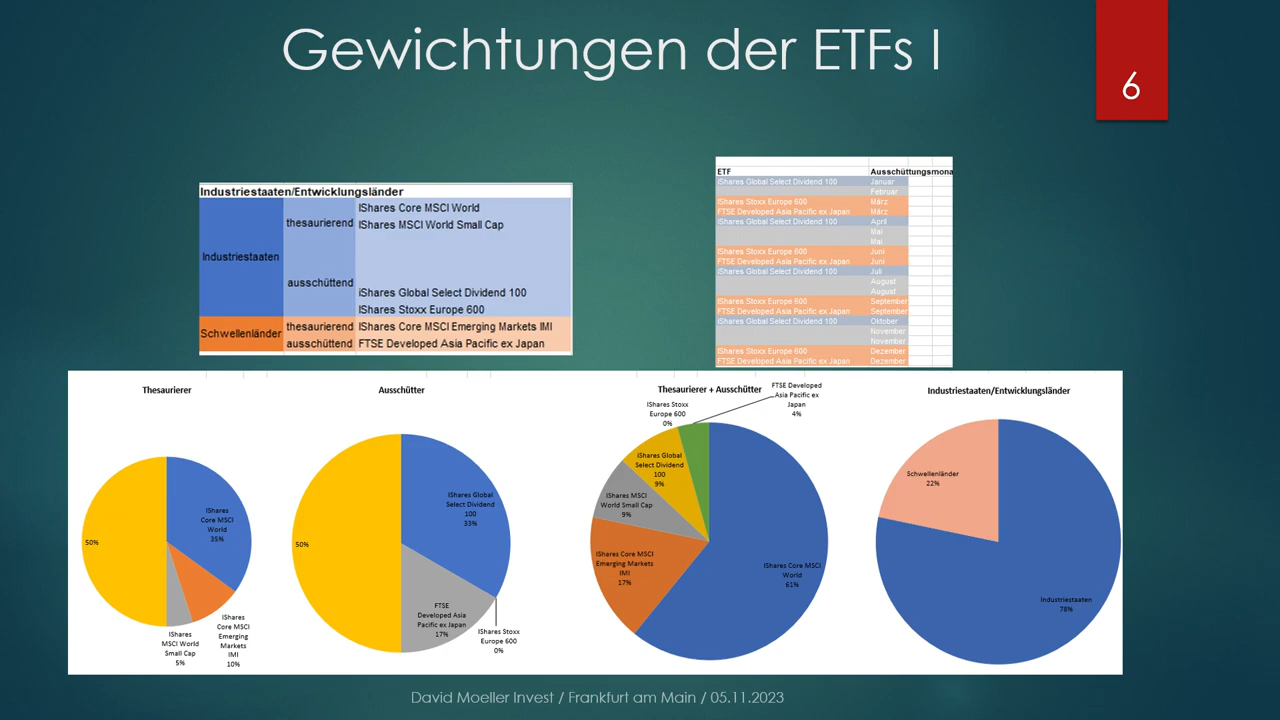 Gewichtungen der ETFs I
6
Industriestaaten/Entwicklungsländer
Industriestaaten
thesaurierend
IShares Core MSCI World
IShares MSCI World Small Cap
ausschüttend
IShares Global Select Dividend 100
IShares Stoxx Europe 600
Schwellenländer
thesaurierend IShares Core MSCI Emerging Markets IMI
ausschüttend FTSE Developed Asia Pacific ex Japan
ETF Ausschüttungsmona
IShares Global Select Dividend 100 Januar
Februar
IShares Stoxx Europe 600 März
FTSE Developed Asia Pacific ex Japan März
IShares Global Select Dividend 100 April
Mai
Mai
IShares Stoxx Europe 600 Juni
FTSE Developed Asia Pacific ex Japan Juni
IShares Global Select Dividend 100 Juli
August
August
IShares Stoxx Europe 600 September
FTSE Developed Asia Pacific ex Japan September
IShares Global Select Dividend 100 Oktober
November
November
IShares Stoxx Europe 600 Dezember
FTSE Developed Asia Pacific ex Japan Dezember
Thesaurierer
50%
IShares
Core MSCI
World
35%
IShares
Core MSCI
Emerging
Markets
IMI
10%
IShares
MSCI World
Small Cap
5%
Ausschütter
50%
IShares Global
Select Dividend
100
33%
FTSE
Developed Asia
Pacific ex Japan
17%
IShares Stoxx
Europe 600
0%
Thesaurierer + Ausschütter
FTSE Developed
Asia Pacific ex
Japan
4%
IShares Stoxx
Europe 600
0%
iShares Global
Select Dividend
100
9%
IShares MSCI
World Small Cap
9%
IShares Core MSCI
Emerging Markets
IMI
17%
IShares Core MSCI
World
61%
Industriestaaten/Entwicklungsländer
Schwellenländer
22%
Industriestaaten
78%
David Moeller Invest / Frankfurt am Main / 05.11.2023